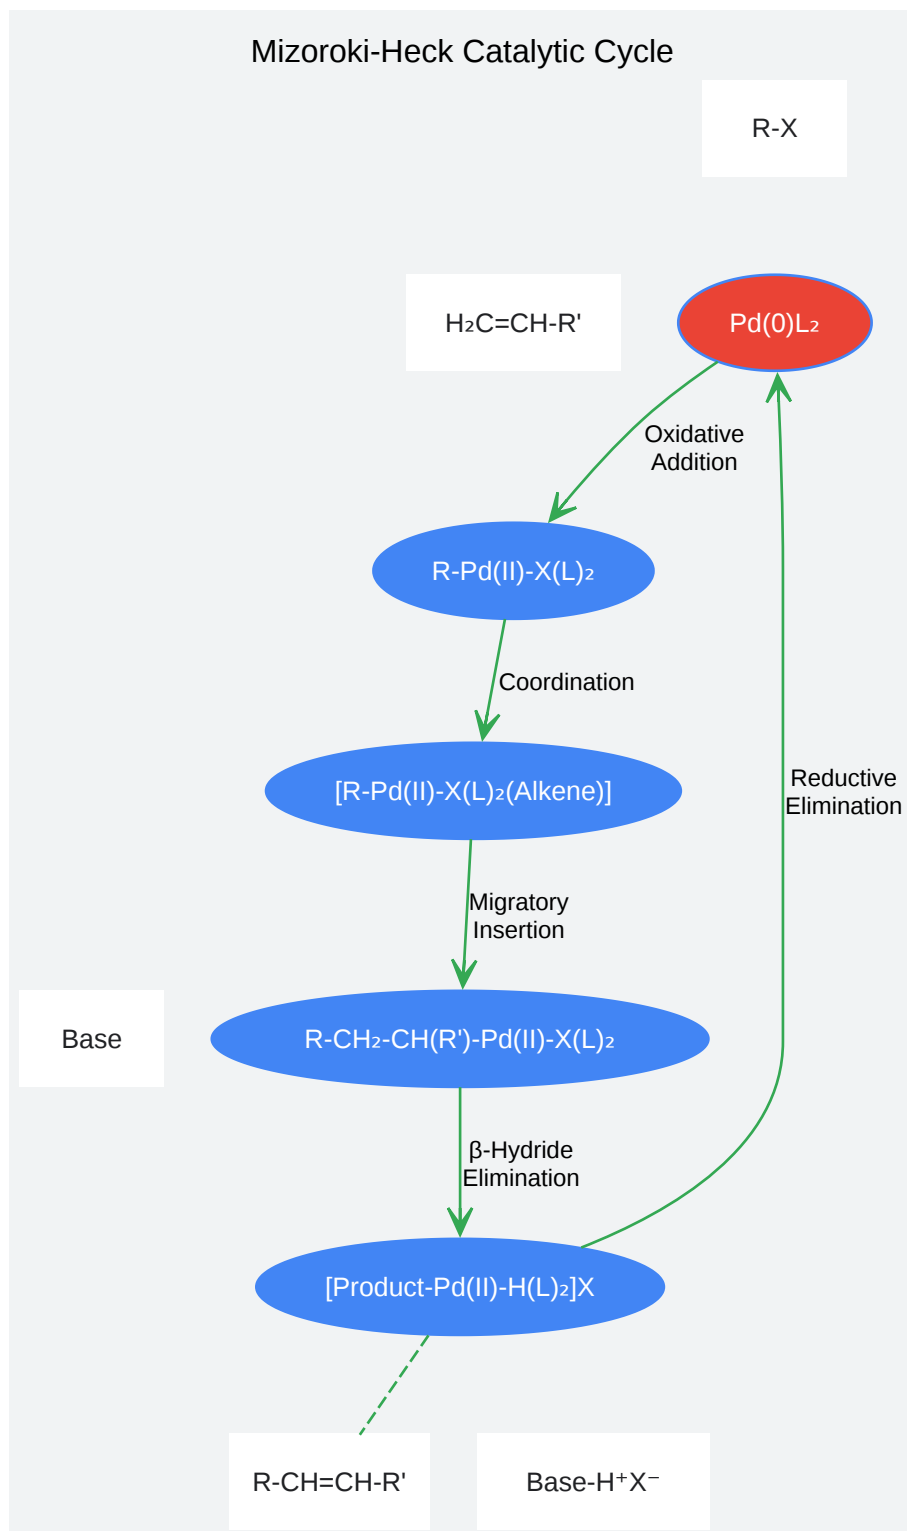 Mizoroki-Heck Catalytic Cycle
R-X
H₂C=CH-R'
Pd(0)L₂
Oxidative
Addition
R-Pd(II)-X(L)₂
Coordination
[R-Pd(II)-X(L)₂(Alkene)]
Reductive
Elimination
Migratory
Insertion
Base
R-CH₂-CH(R')-Pd(II)-X(L)₂
β-Hydride
Elimination
[Product-Pd(II)-H(L)₂]X
R-CH=CH-R'
Base-H⁺X⁻